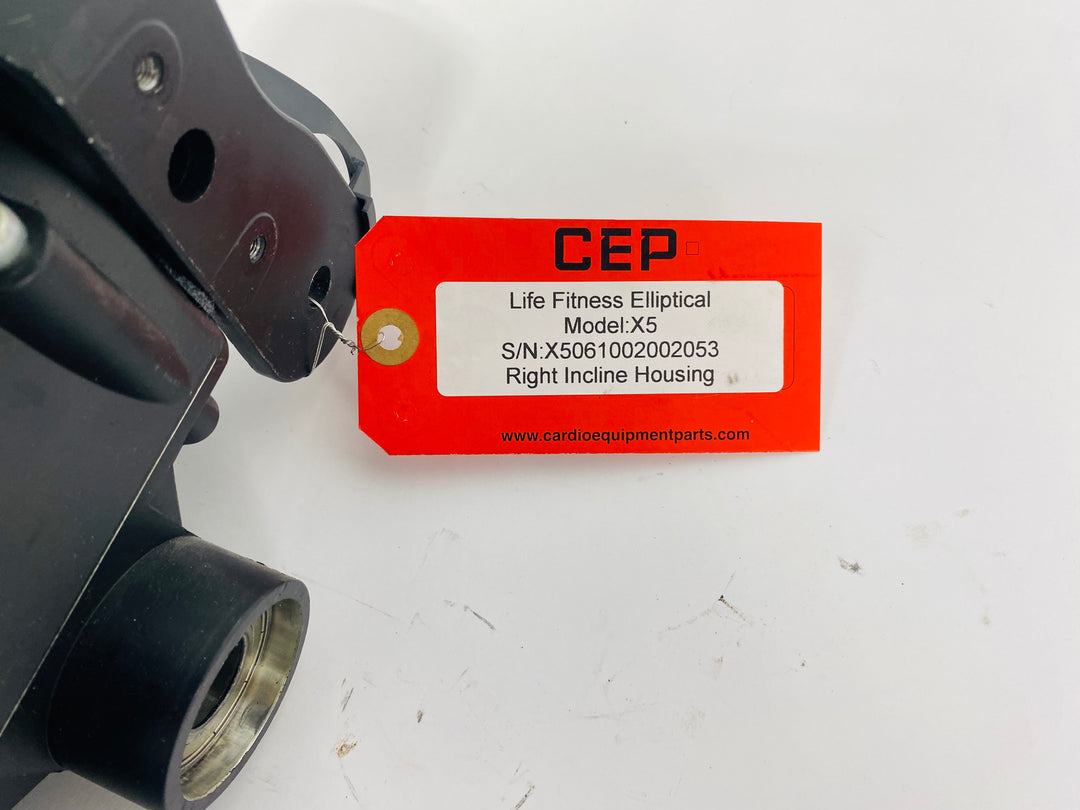 CEP
Life Fitness Elliptical
Model:X5
S/N:X5061002002053
Right Incline Housing
www.cardioequipmentparts.com